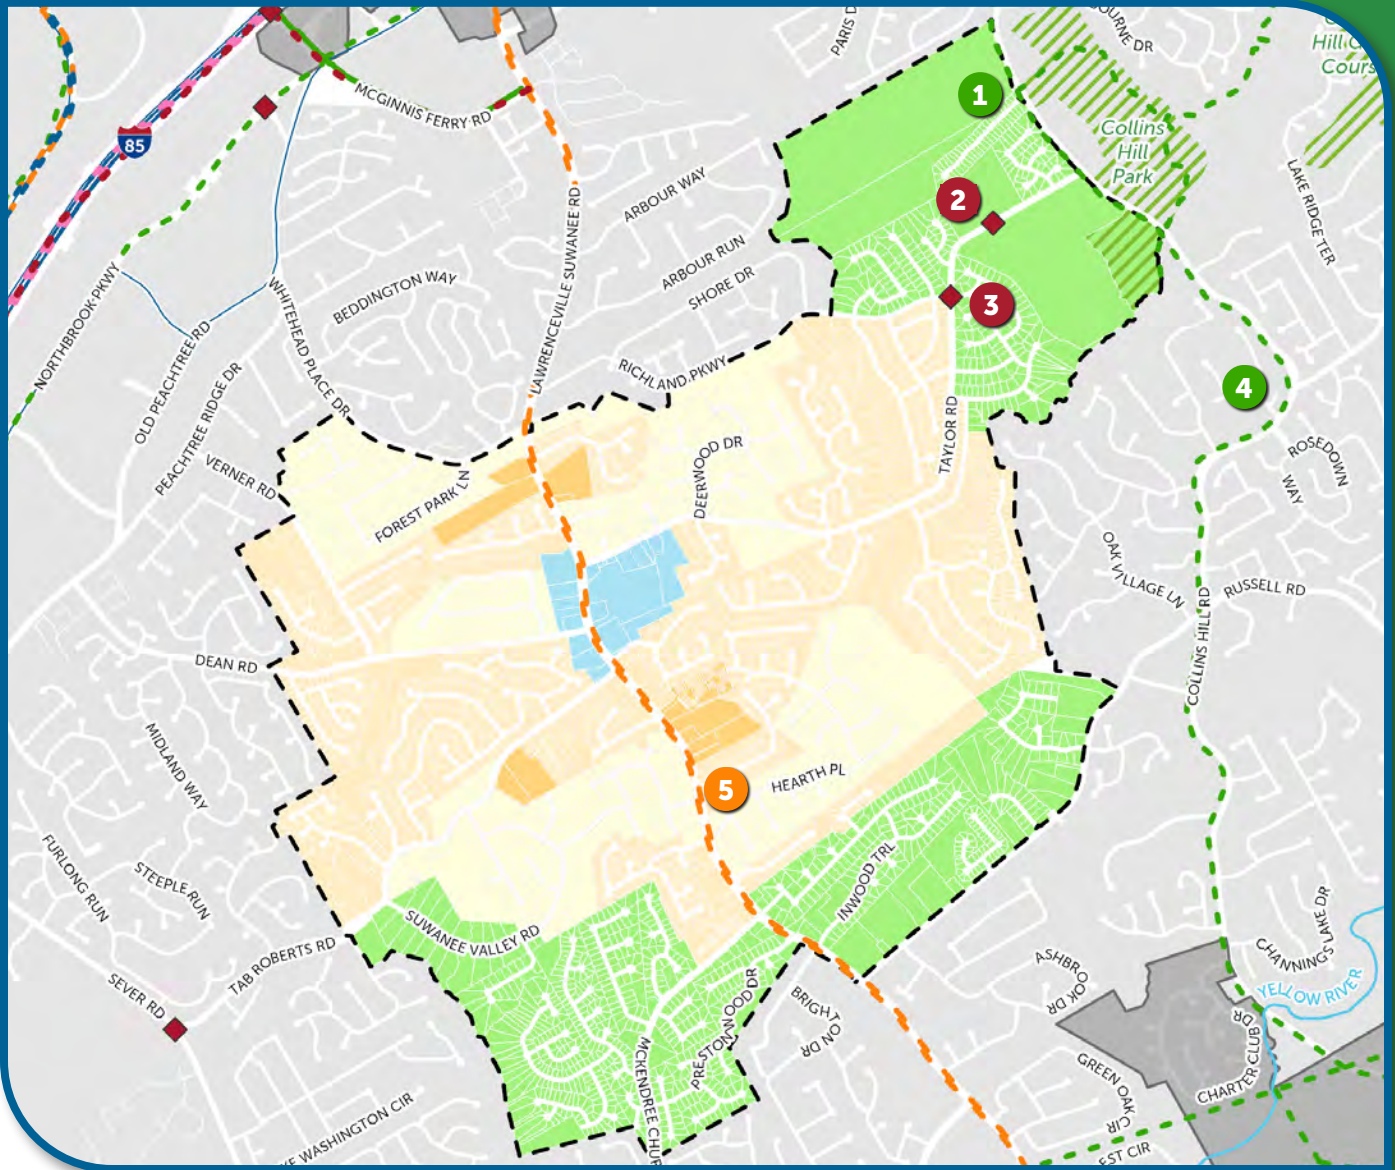 PARIS D
OURNE DR
Hill C
Cours
1
MCGINNIS FERRY RD
85
Collins
Hill
Park
LAKE RIDGE TER
ARBOUR WAY
2
LAWRENCEVILLE SUWANEE RD
ARBOUR RUN
SHORE DR
3
NORTHBROOK PKWY
WHITEHEAD PLACE DR
BEDDINGTON WAY
OLD PEACHTREE RD
PEACHTREE RIDGE DR
RICHLAND PKWY
4
TAYLOR RD
DEERWOOD DR
ROSEDOWN
WAY
VERNER RD
FOREST PARK LN
OAK VILLAGE LN
RUSSELL RD
COLLINS HILL RD
DEAN RD
MIDLAND WAY
HEARTH PL
5
FURLONG RUN
STEEPLE RUN
INWOOD TRL
SUWANEE VALLEY RD
TAB ROBERTS RD
SEVER RD
CHANNINGS LAKE DR
ASHBROOK DR
YELLOW RIVER
PRESTONWOOD DR
BRIGHTON DR
MCKENDREE CHUR
CHARTER CLUB DR
GREEN OAK CIR
KE WASHINGTON CIR
EST CIR